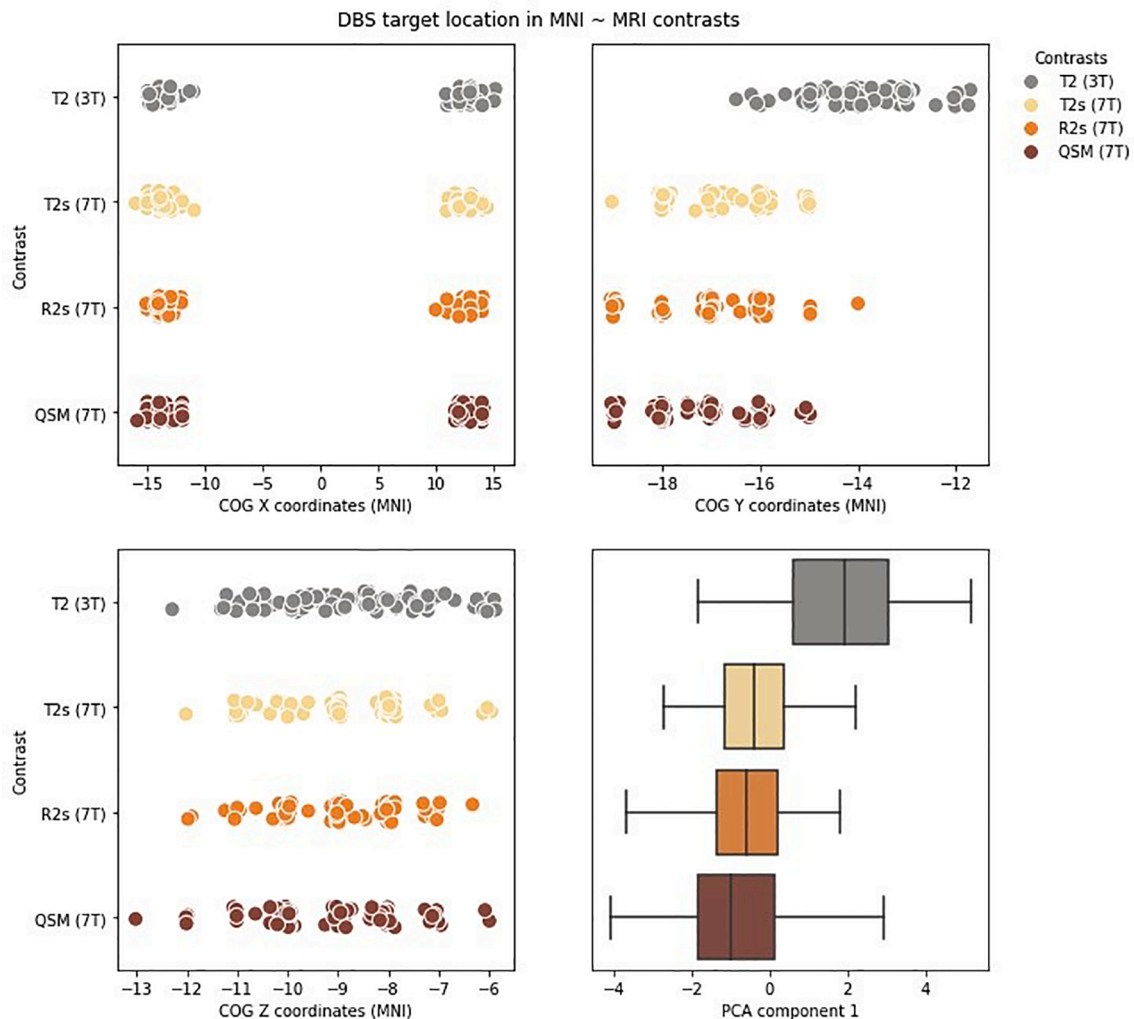 DBS target location in MNI ~ MRI contrasts
Contrast
T2 (3T)
T2s (7T)
R2s (7T)
QSM (7T)
−15 −10 −5 0 5 10 15
COG X coordinates (MNI)
−18 −16 −14 −12
COG Y coordinates (MNI)
Contrasts
T2 (3T)
T2s (7T)
R2s (7T)
QSM (7T)
Contrast
T2 (3T)
T2s (7T)
R2s (7T)
QSM (7T)
−13 −12 −11 −10 −9 −8 −7 −6
COG Z coordinates (MNI)
−4 −2 0 2 4
PCA component 1